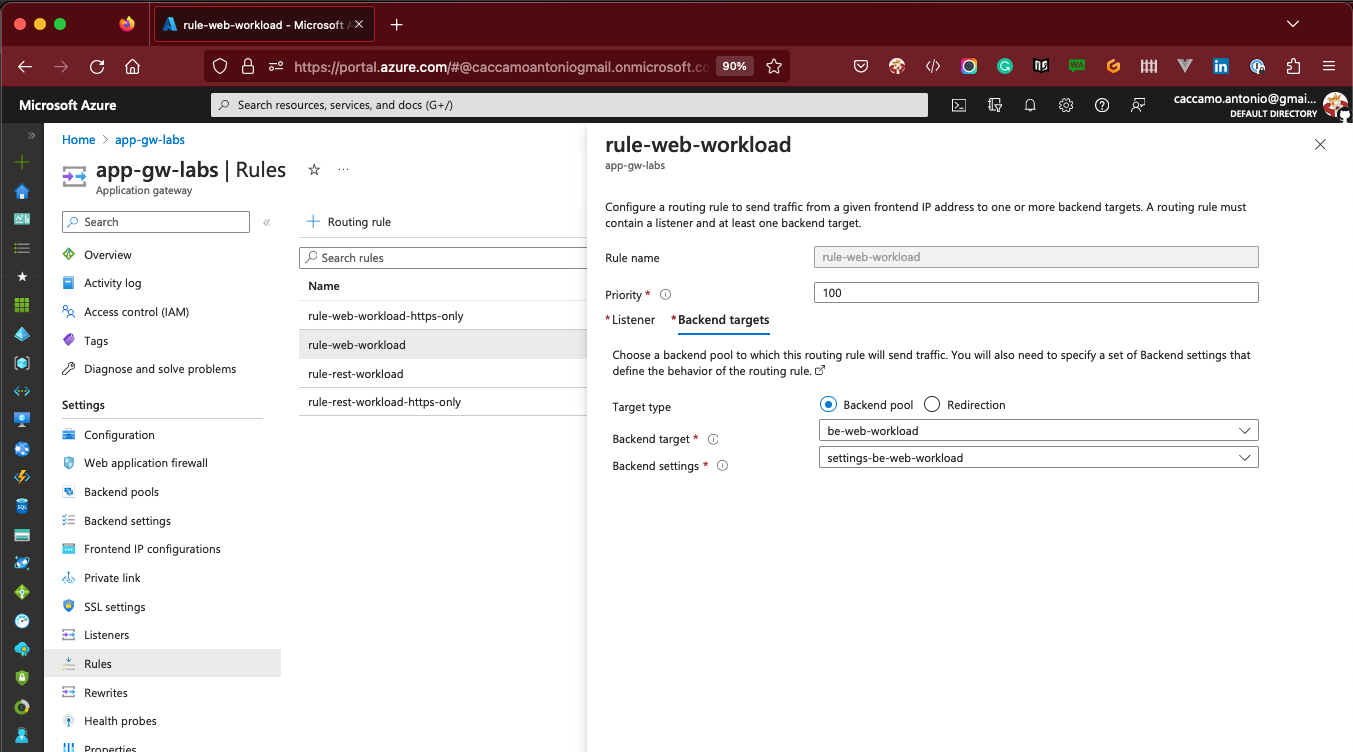 rule-web-workload - Microsoft A
https://portal.azure.com/#@caccamoantoniogmail.onmicrosoft.co
90%
Microsoft Azure
Search resources, services, and docs (G+/)
caccamo.antonio@gmai...
DEFAULT DIRECTORY
Home > app-gw-labs
app-gw-labs | Rules
Application gateway
Search
Overview
Activity log
Access control (IAM)
Tags
Diagnose and solve problems
Settings
Configuration
Web application firewall
Backend pools
Backend settings
Frontend IP configurations
Private link
SSL settings
Listeners
Rules
Rewrites
Health probes
Properties
Routing rule
Search rules
Name
rule-web-workload-https-only
rule-web-workload
rule-rest-workload
rule-rest-workload-https-only
rule-web-workload
app-gw-labs
Configure a routing rule to send traffic from a given frontend IP address to one or more backend targets. A routing rule must
contain a listener and at least one backend target.
Rule name
rule-web-workload
Priority *
100
* Listener * Backend targets
Choose a backend pool to which this routing rule will send traffic. You will also need to specify a set of Backend settings that
define the behavior of the routing rule.
Target type
Backend pool Redirection
Backend target *
be-web-workload
Backend settings *
settings-be-web-workload